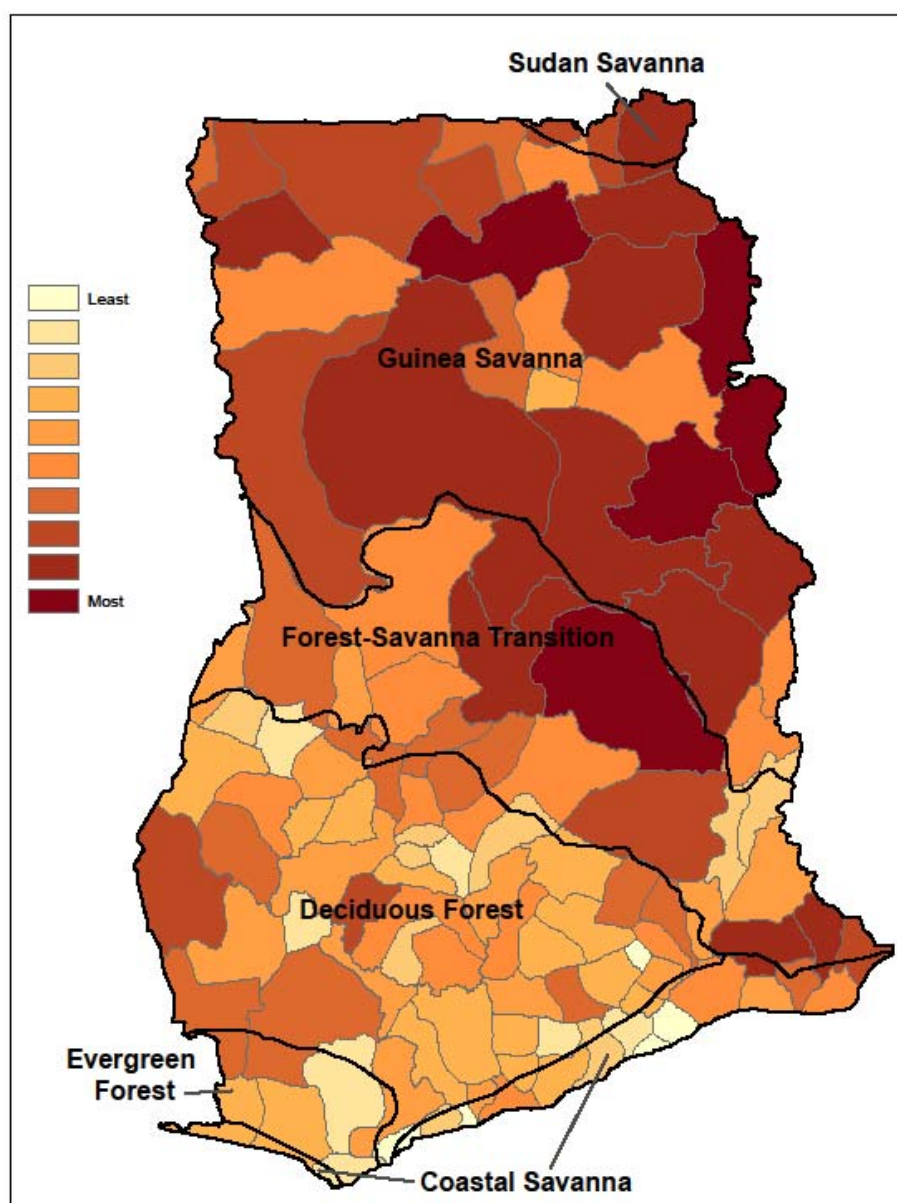 Sudan Savanna
Least
Guinea Savanna
Most
Forest-Savanna Transition
Deciduous Forest
Evergreen
Forest
Coastal Savanna